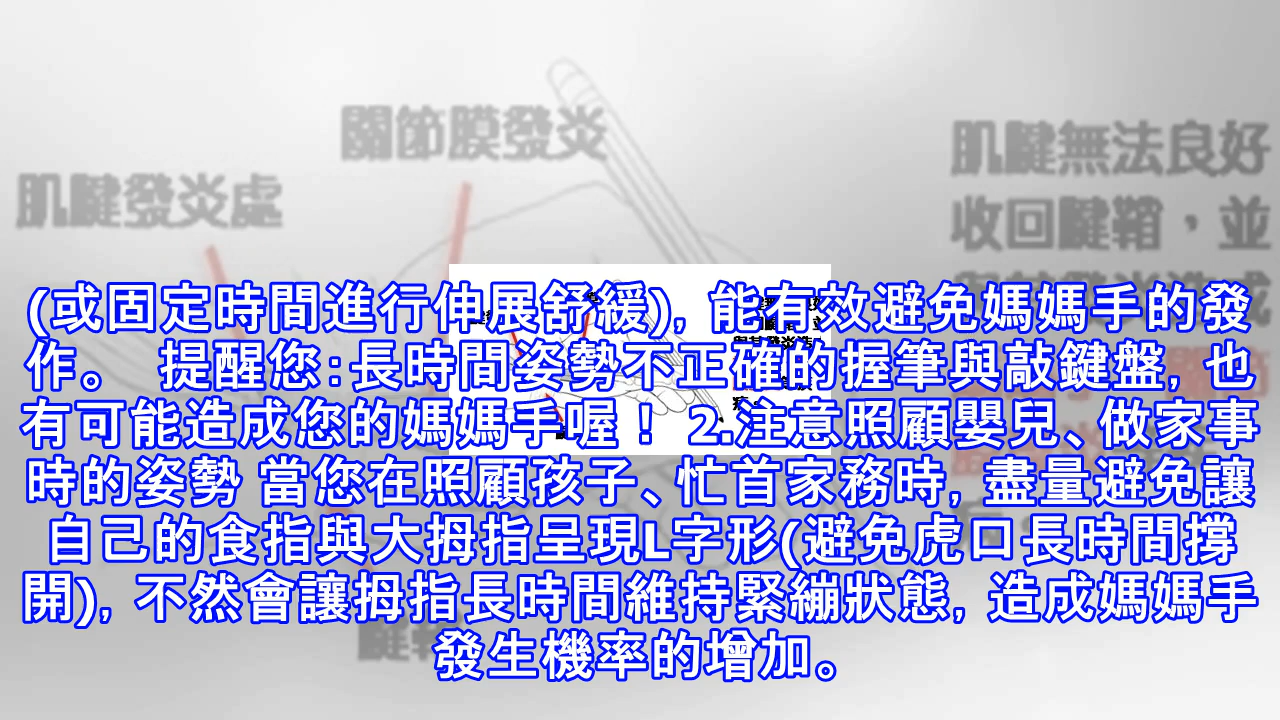 關節膜發炎
肌腱發炎處
肌腱無法良好
收回腱鞘，並
(或固定時間進行伸展舒緩), 能有效避免媽媽手的發
作。 提醒您:長時間姿勢不正確的握筆與敲鍵盤, 也
有可能造成您的媽媽手喔！ 2.注意照顧嬰兒、做家事
時的姿勢 當您在照顧孩子、忙首家務時, 盡量避免讓
自己的食指與大拇指呈現L字形(避免虎口長時間撐
開), 不然會讓拇指長時間維持緊繃狀態, 造成媽媽手
發生機率的增加。